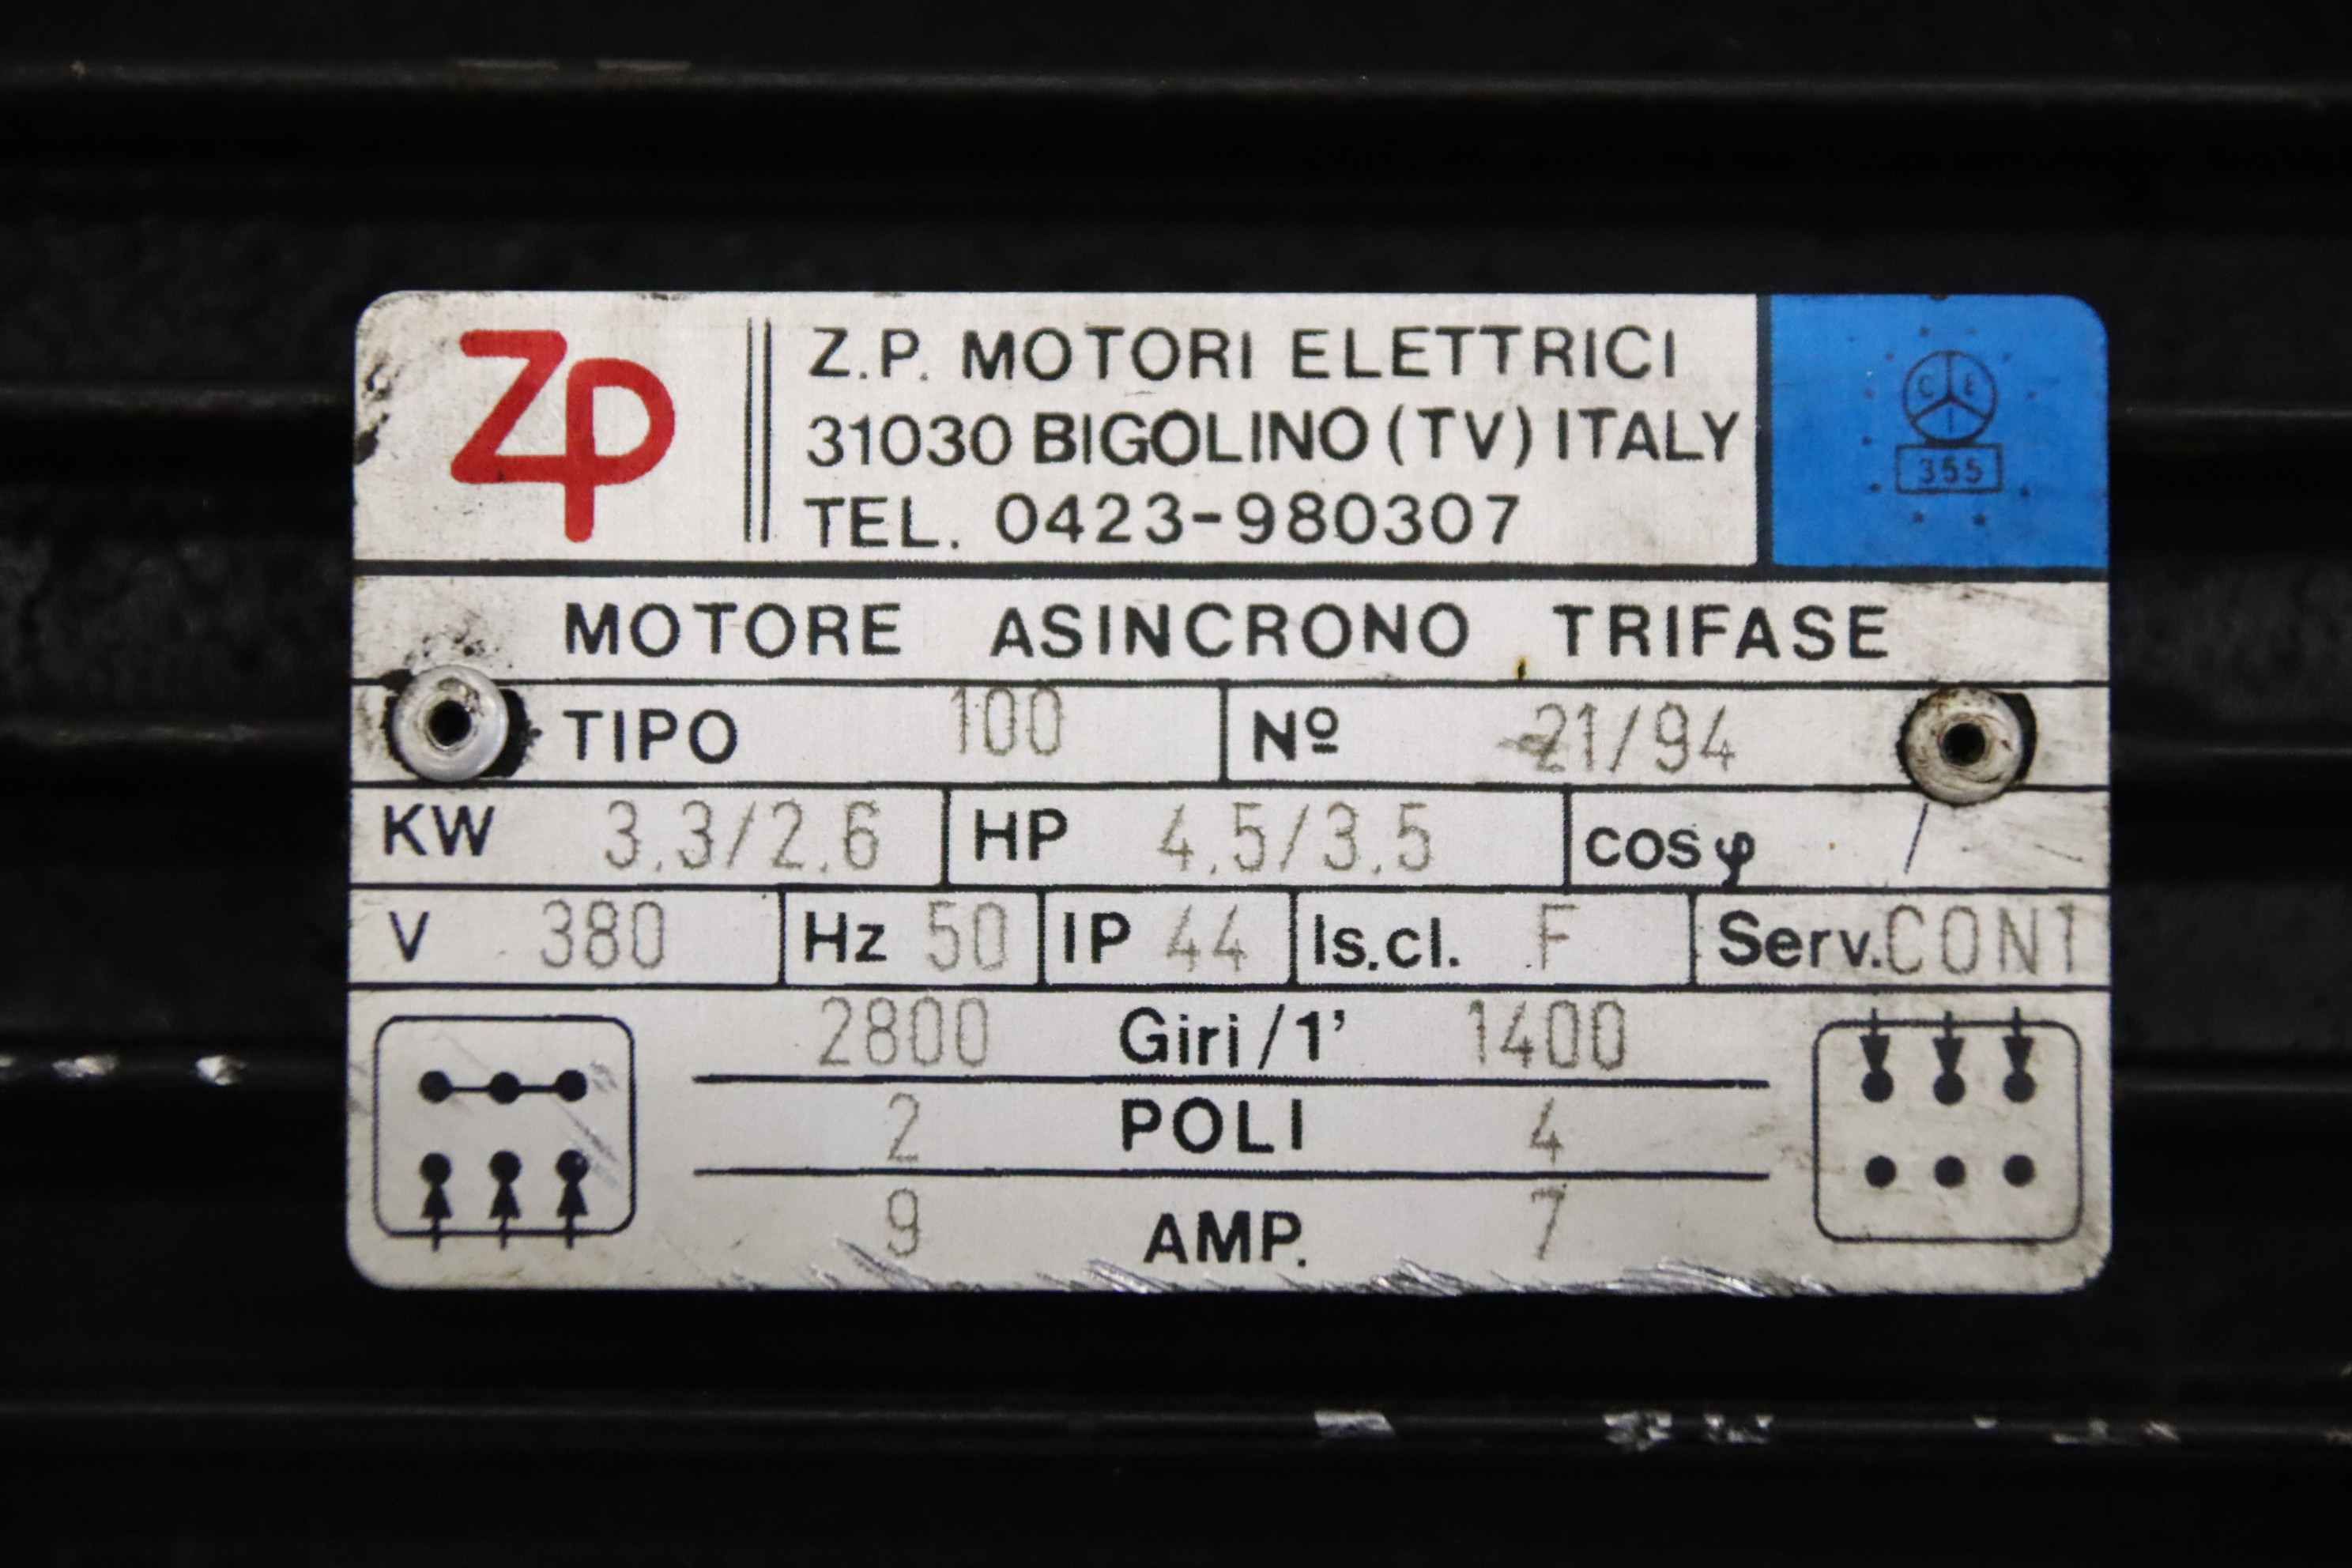 Zp
Z.P. MOTORI ELETTRICI
31030 BIGOLINO (TV) ITALY
TEL. 0423-980307
C E I
355
MOTORE ASINCRONO TRIFASE
TIPO 100 Nº 21/94
KW 3.3/2.6 HP 4.5/3.5 cosφ /
V 380 Hz 50 IP 44 Is.cl. F Serv. CONT
2800 Giri/1' 1400
2 POLI 4
9 AMP. 7